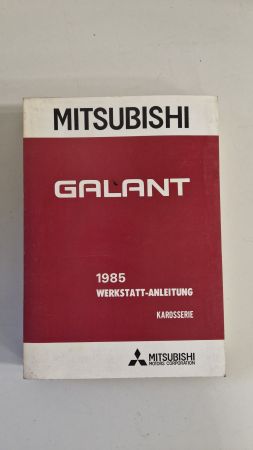 MITSUBISHI
GALANT
1985
WERKSTATT-ANLEITUNG
KAROSSERIE
MITSUBISHI
MOTORS CORPORATION